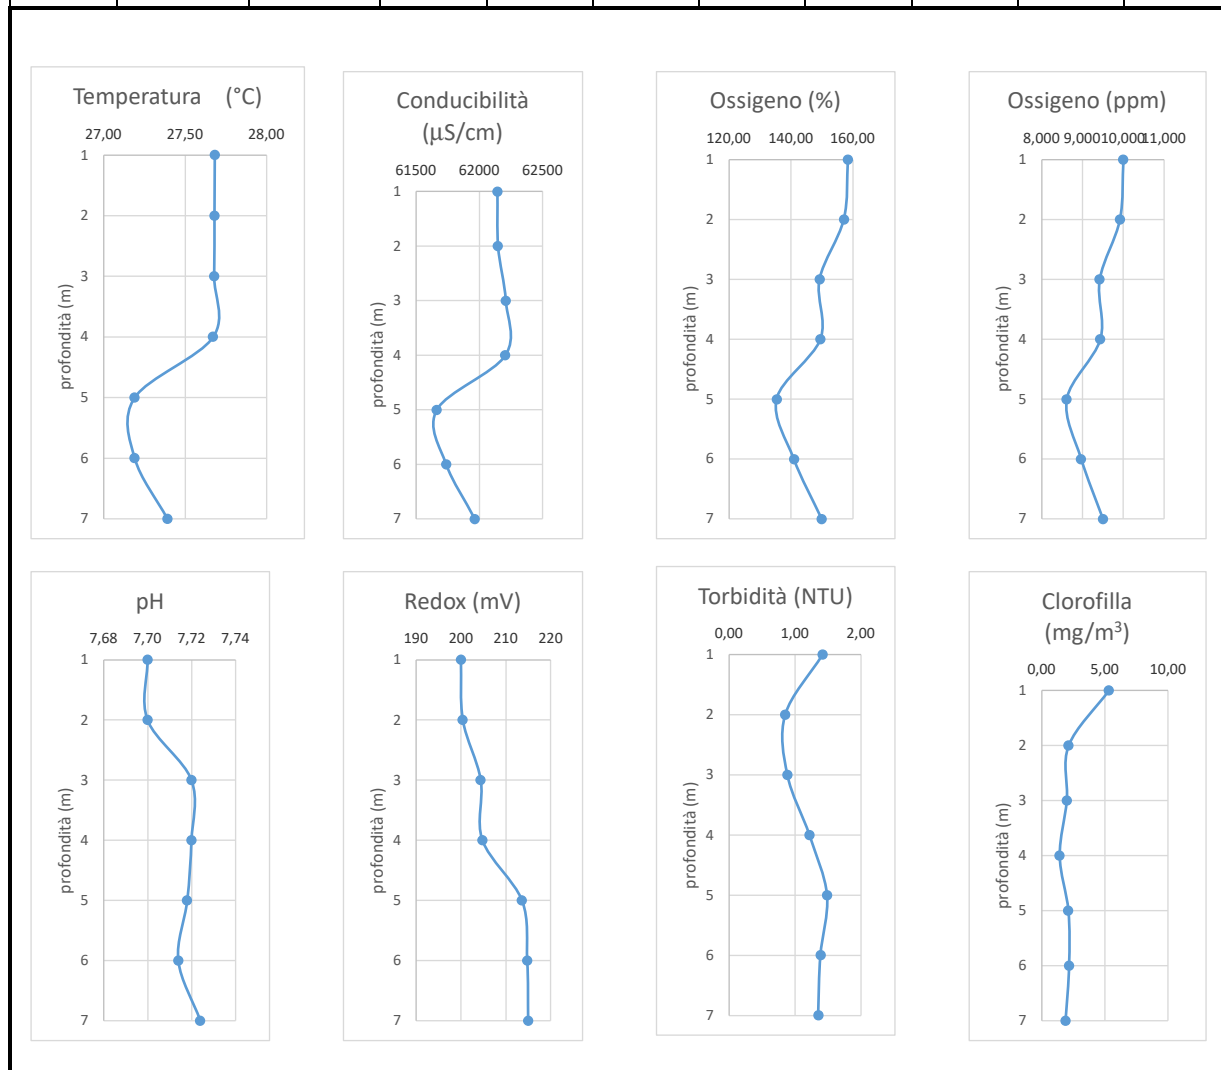 Temperatura (°C)
27,00 27,50 28,00
1
2
3
4
5
6
7
profondità (m)
Conducibilità
(µS/cm)
61500 62000 62500
1
2
3
4
5
6
7
profondità (m)
Ossigeno (%)
120,00 140,00 160,00
1
2
3
4
5
6
7
profondità (m)
Ossigeno (ppm)
8,000 9,000 10,000 11,000
1
2
3
4
5
6
7
profondità (m)
pH
7,68 7,70 7,72 7,74
1
2
3
4
5
6
7
profondità (m)
Redox (mV)
190 200 210 220
1
2
3
4
5
6
7
profondità (m)
Torbidità (NTU)
0,00 1,00 2,00
1
2
3
4
5
6
7
profondità (m)
Clorofilla
(mg/m³)
0,00 5,00 10,00
1
2
3
4
5
6
7
profondità (m)